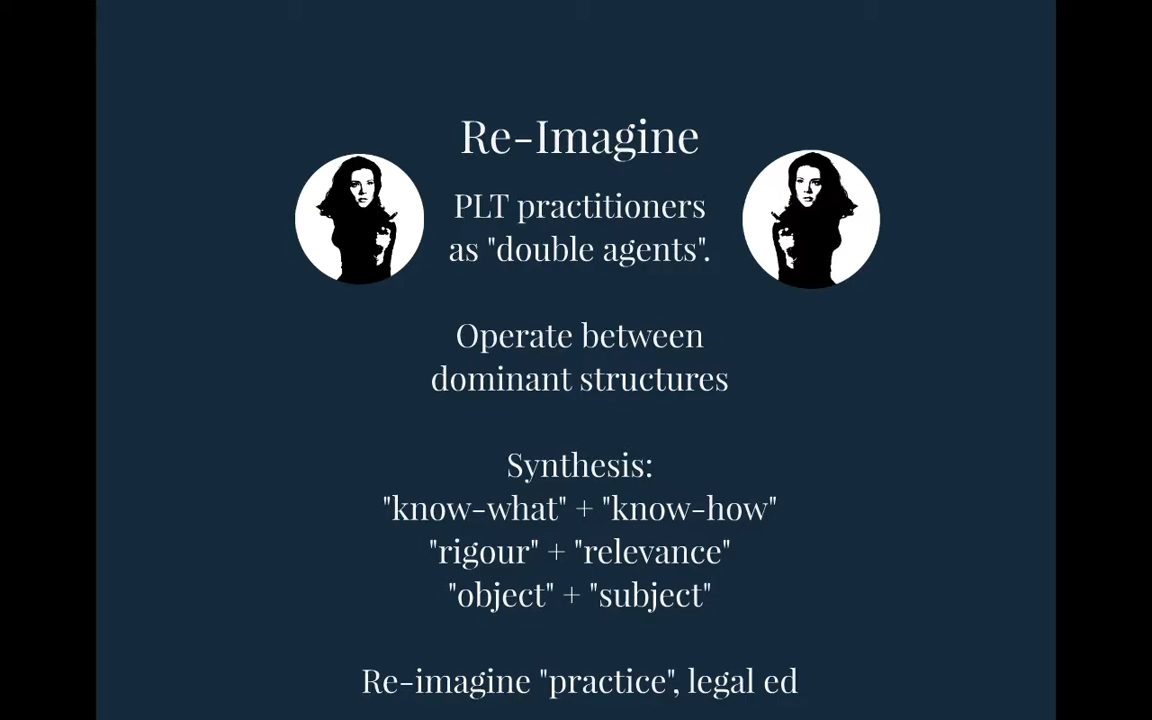 Re-Imagine
PLT practitioners
as "double agents".
Operate between
dominant structures
Synthesis:
"know-what" + "know-how"
"rigour" + "relevance"
"object" + "subject"
Re-imagine "practice", legal ed